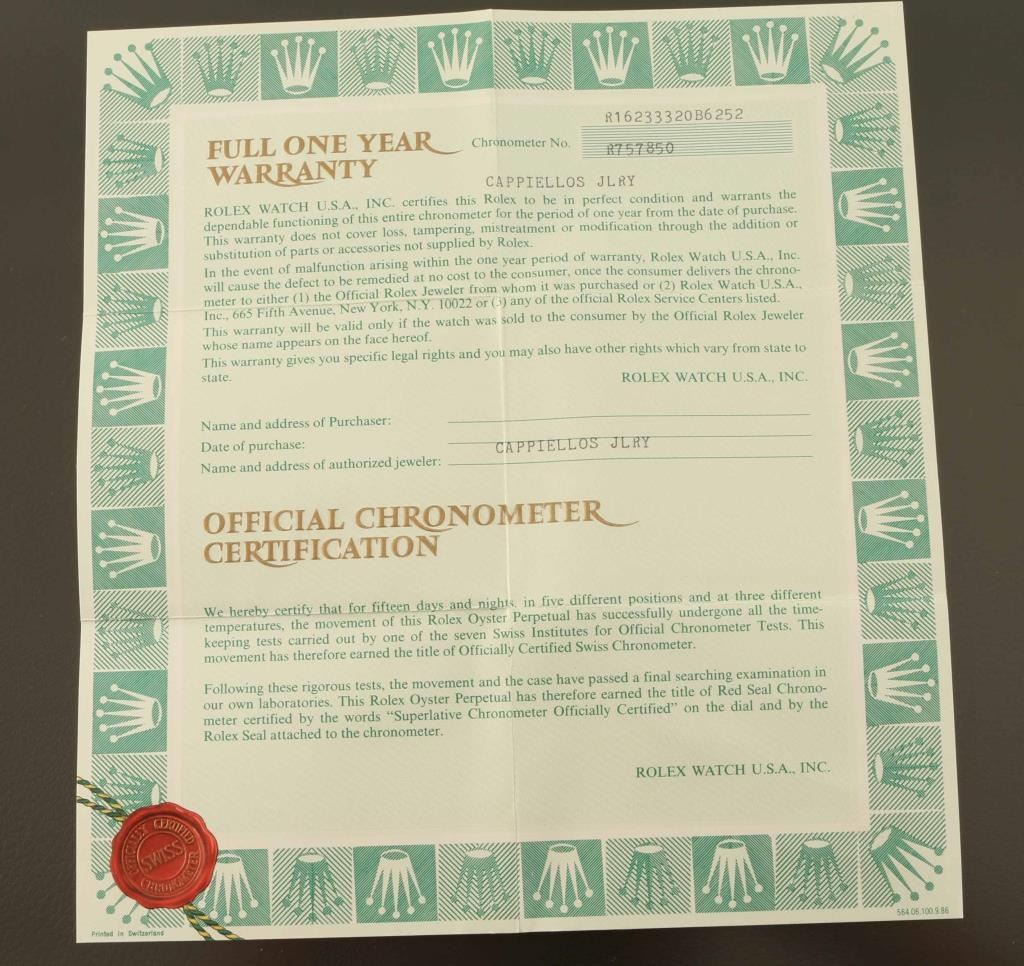 R16233320B6252
FULL ONE YEAR
WARRANTY
Chronometer No.
R757850
CAPPIELLOS JLRY
ROLEX WATCH U.S.A., INC. certifies this Rolex to be in perfect condition and warrants the
dependable functioning of this entire chronometer for the period of one year from the date of purchase.
This warranty does not cover loss, tampering, mistreatment or modification through the addition or
substitution of parts or accessories not supplied by Rolex.
In the event of malfunction arising within the one year period of warranty, Rolex Watch U.S.A., Inc.
will cause the defect to be remedied at no cost to the consumer, once the consumer delivers the chrono-
meter to either (1) the Official Rolex Jeweler from whom it was purchased or (2) Rolex Watch U.S.A.,
Inc., 665 Fifth Avenue, New York, N.Y. 10022 or (3) any of the official Rolex Service Centers listed.
This warranty will be valid only if the watch was sold to the consumer by the Official Rolex Jeweler
whose name appears on the face hereof.
This warranty gives you specific legal rights and you may also have other rights which vary from state to
state.
ROLEX WATCH U.S.A., INC.
Name and address of Purchaser:
Date of purchase:
CAPPIELLOS JLRY
Name and address of authorized jeweler:
OFFICIAL CHRONOMETER
CERTIFICATION
We hereby certify that for fifteen days and nights, in five different positions and at three different
temperatures, the movement of this Rolex Oyster Perpetual has successfully undergone all the time-
keeping tests carried out by one of the seven Swiss Institutes for Official Chronometer Tests. This
movement has therefore earned the title of Officially Certified Swiss Chronometer.
Following these rigorous tests, the movement and the case have passed a final searching examination in
our own laboratories. This Rolex Oyster Perpetual has therefore earned the title of Red Seal Chrono-
meter certified by the words “Superlative Chronometer Officially Certified” on the dial and by the
Rolex Seal attached to the chronometer.
ROLEX WATCH U.S.A., INC.
OFFICIALLY CERTIFIED
SWISS
CHRONOMETER
Printed in Switzerland
564.06.100.9.86